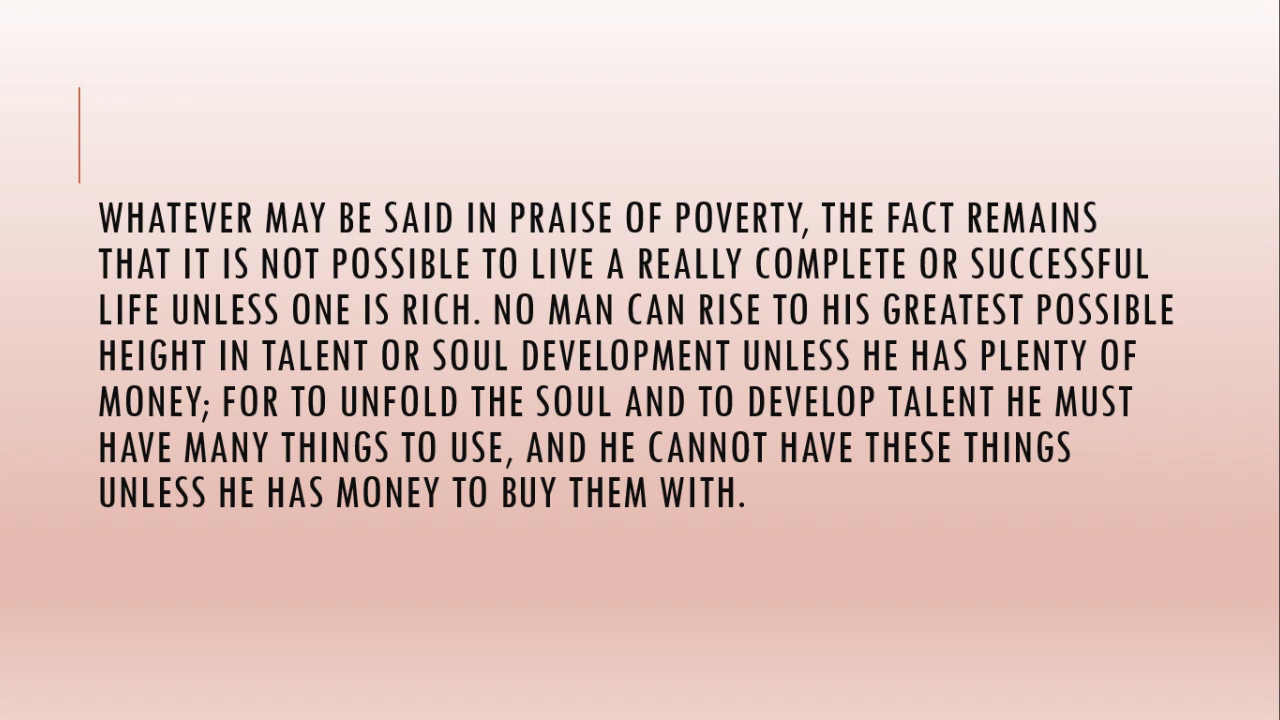 WHATEVER MAY BE SAID IN PRAISE OF POVERTY, THE FACT REMAINS
THAT IT IS NOT POSSIBLE TO LIVE A REALLY COMPLETE OR SUCCESSFUL
LIFE UNLESS ONE IS RICH. NO MAN CAN RISE TO HIS GREATEST POSSIBLE
HEIGHT IN TALENT OR SOUL DEVELOPMENT UNLESS HE HAS PLENTY OF
MONEY; FOR TO UNFOLD THE SOUL AND TO DEVELOP TALENT HE MUST
HAVE MANY THINGS TO USE, AND HE CANNOT HAVE THESE THINGS
UNLESS HE HAS MONEY TO BUY THEM WITH.